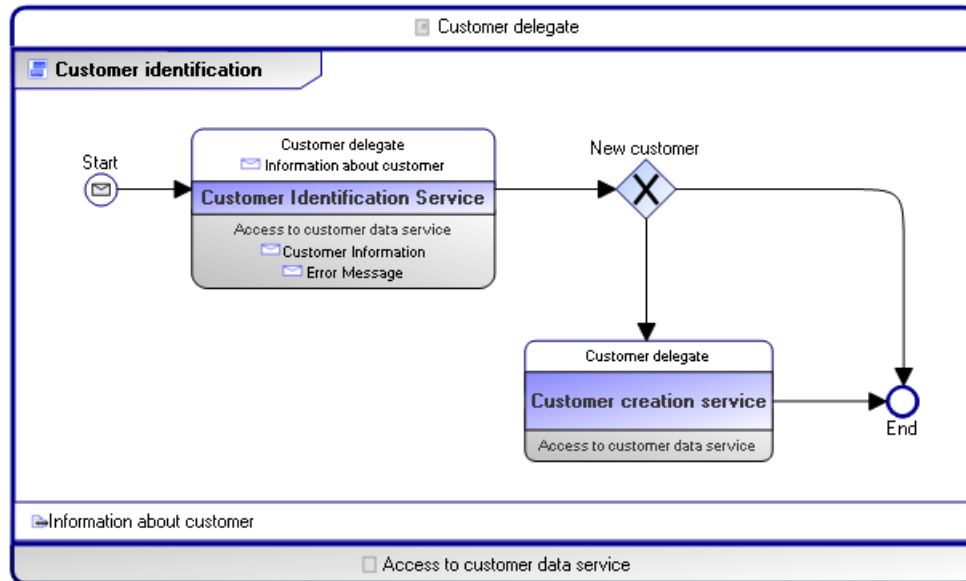 Customer delegate
Customer identification
Start
Customer delegate
Information about customer
Customer Identification Service
Access to customer data service
Customer Information
Error Message
New customer
X
Customer delegate
Customer creation service
Access to customer data service
End
Information about customer
Access to customer data service